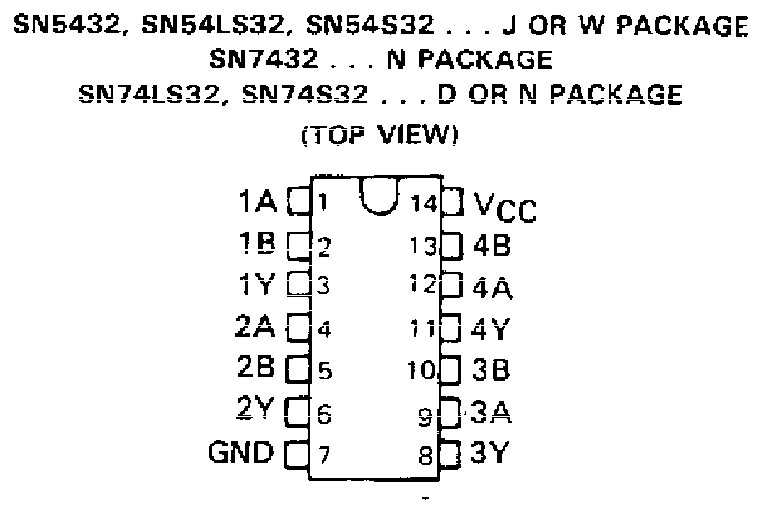 SN5432, SN54LS32, SN54S32 . . . J OR W PACKAGE
SN7432 . . . N PACKAGE
SN74LS32, SN74S32 . . . D OR N PACKAGE
(TOP VIEW)
1A 1 14 VCC
1B 2 13 4B
1Y 3 12 4A
2A 4 11 4Y
2B 5 10 3B
2Y 6 9 3A
GND 7 8 3Y